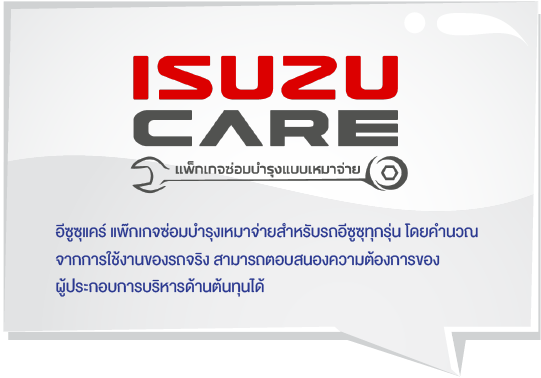 ISUZU
CARE
แพ็กเกจซ่อมบำรุงแบบเหมาจ่าย
อีซูซุแคร์ แพ๊กเกจซ่อมบำรุงเหมาจ่ายสำหรับรถอีซูซุทุกรุ่น โดยคำนวณ
จากการใช้งานของรถจริง สามารถตอบสนองความต้องการของ
ผู้ประกอบการบริหารด้านต้นทุนได้